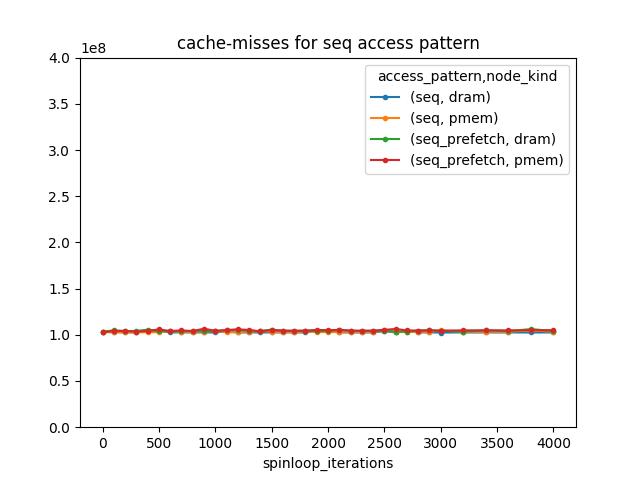 cache-misses for seq access pattern
1e8
4.0
3.5
3.0
2.5
2.0
1.5
1.0
0.5
0.0
access_pattern,node_kind
(seq, dram)
(seq, pmem)
(seq_prefetch, dram)
(seq_prefetch, pmem)
0 500 1000 1500 2000 2500 3000 3500 4000
spinloop_iterations